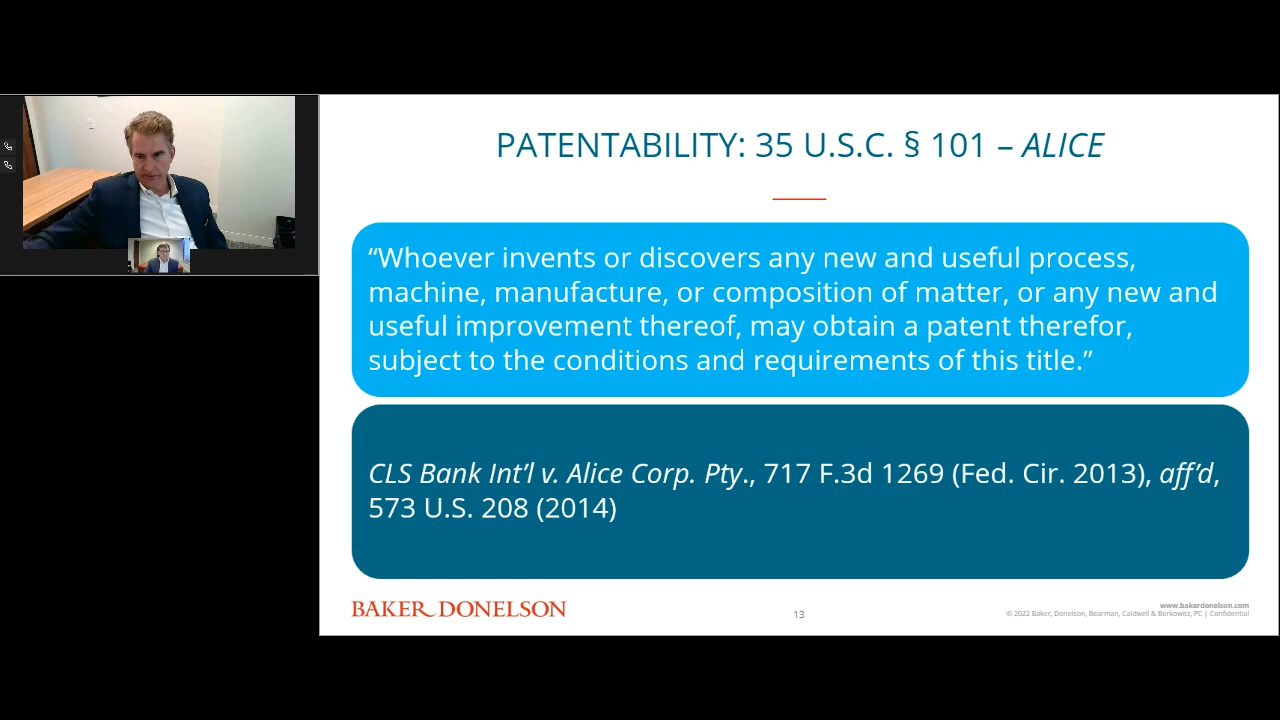 PATENTABILITY: 35 U.S.C. § 101 – ALICE
“Whoever invents or discovers any new and useful process,
machine, manufacture, or composition of matter, or any new and
useful improvement thereof, may obtain a patent therefor,
subject to the conditions and requirements of this title.”
CLS Bank Int’l v. Alice Corp. Pty., 717 F.3d 1269 (Fed. Cir. 2013), aff’d,
573 U.S. 208 (2014)
BAKER DONELSON
13
www.bakerdonelson.com
© 2022 Baker, Donelson, Bearman, Caldwell & Berkowitz, PC | Confidential